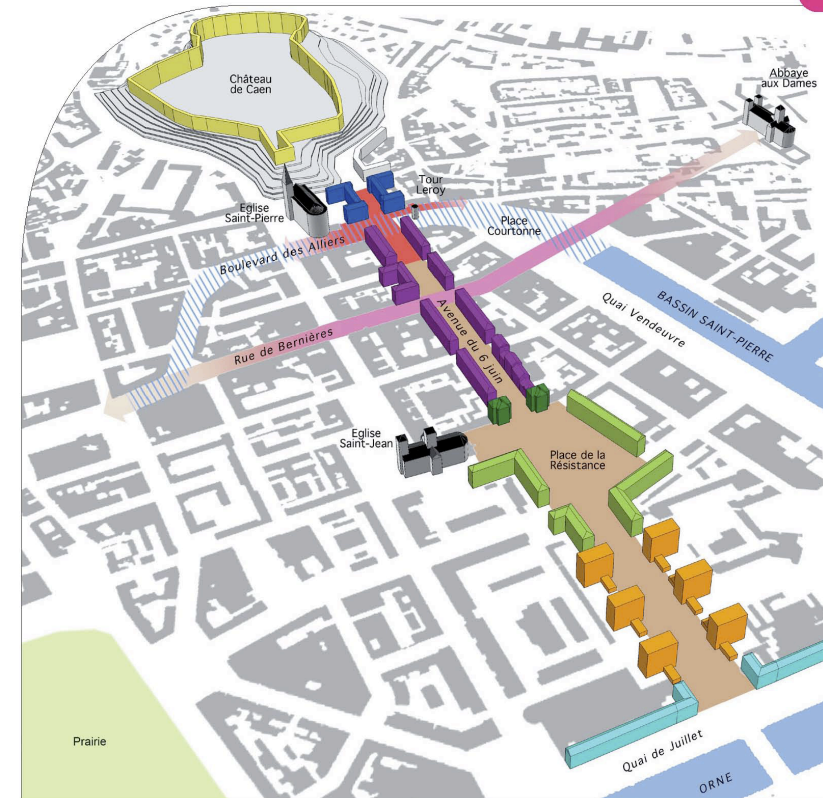 Château
de Caen
Abbaye
aux Dames
Tour
Leroy
Eglise
Saint-Pierre
Place
Courtonne
Boulevard des Alliers
BASSIN SAINT-PIERRE
Quai Vendeuvre
Avenue du 6 juin
Rue de Bernières
Eglise
Saint-Jean
Place de la
Résistance
Prairie
Quai de Juillet
ORNE